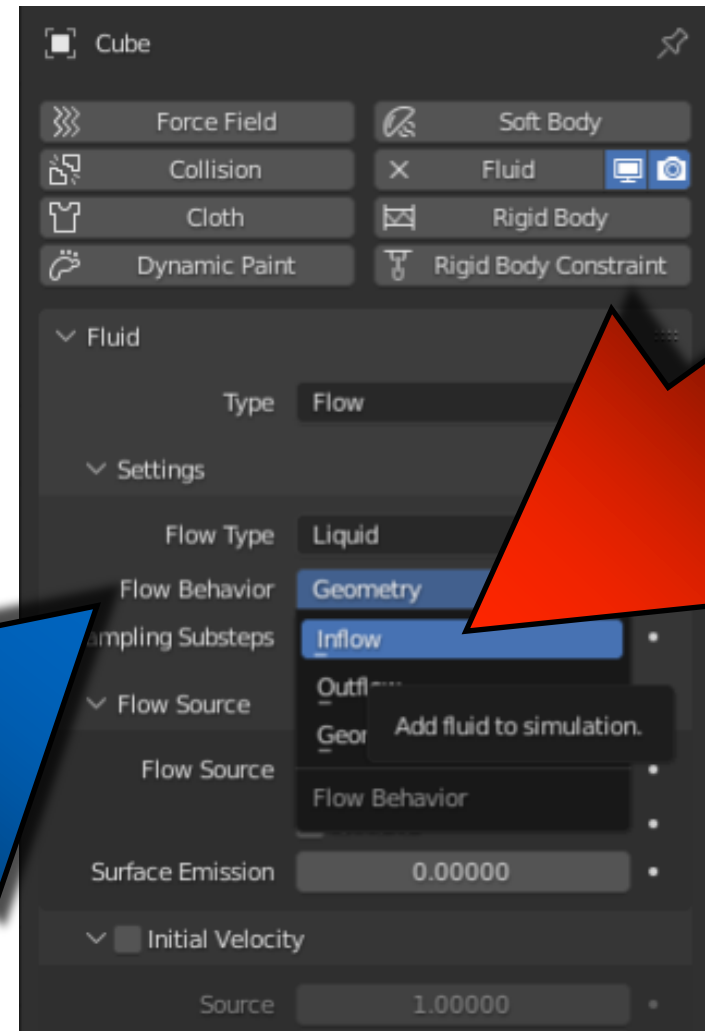 Cube
Force Field Soft Body
Collision Fluid
Cloth Rigid Body
Dynamic Paint Rigid Body Constraint
Fluid
Type Flow
Settings
Flow Type Liquid
Flow Behavior Geometry
Substeps Inflow
Flow Source
Add fluid to simulation.
Flow Source
Flow Behavior
Surface Emission 0.00000
Initial Velocity
Source 1.00000